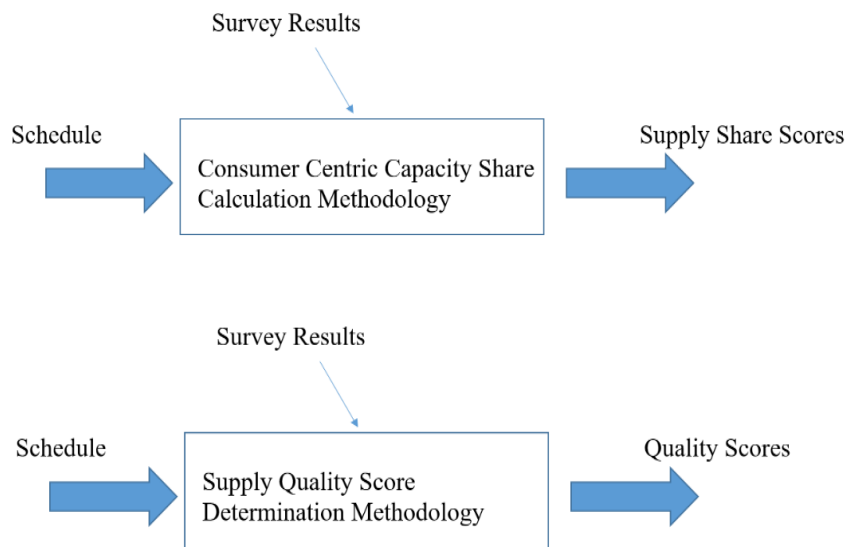 Survey Results
Schedule
Supply Share Scores
Consumer Centric Capacity Share
Calculation Methodology
Survey Results
Schedule
Quality Scores
Supply Quality Score
Determination Methodology